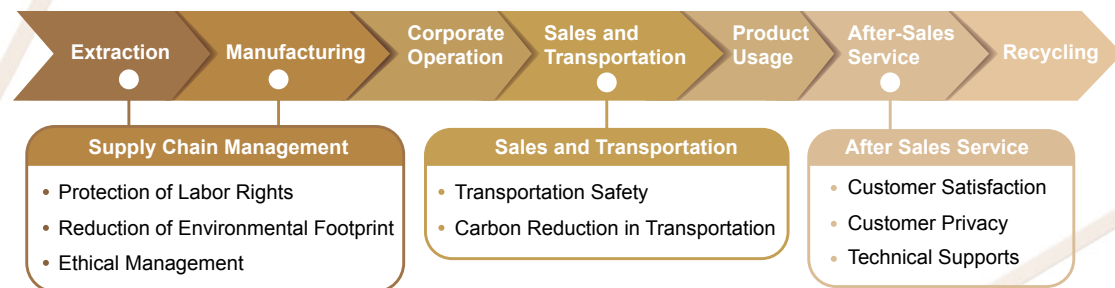 Extraction
Manufacturing
Corporate
Operation
Sales and
Transportation
Product
Usage
After-Sales
Service
Recycling
Supply Chain Management
• Protection of Labor Rights
• Reduction of Environmental Footprint
• Ethical Management
Sales and Transportation
• Transportation Safety
• Carbon Reduction in Transportation
After Sales Service
• Customer Satisfaction
• Customer Privacy
• Technical Supports